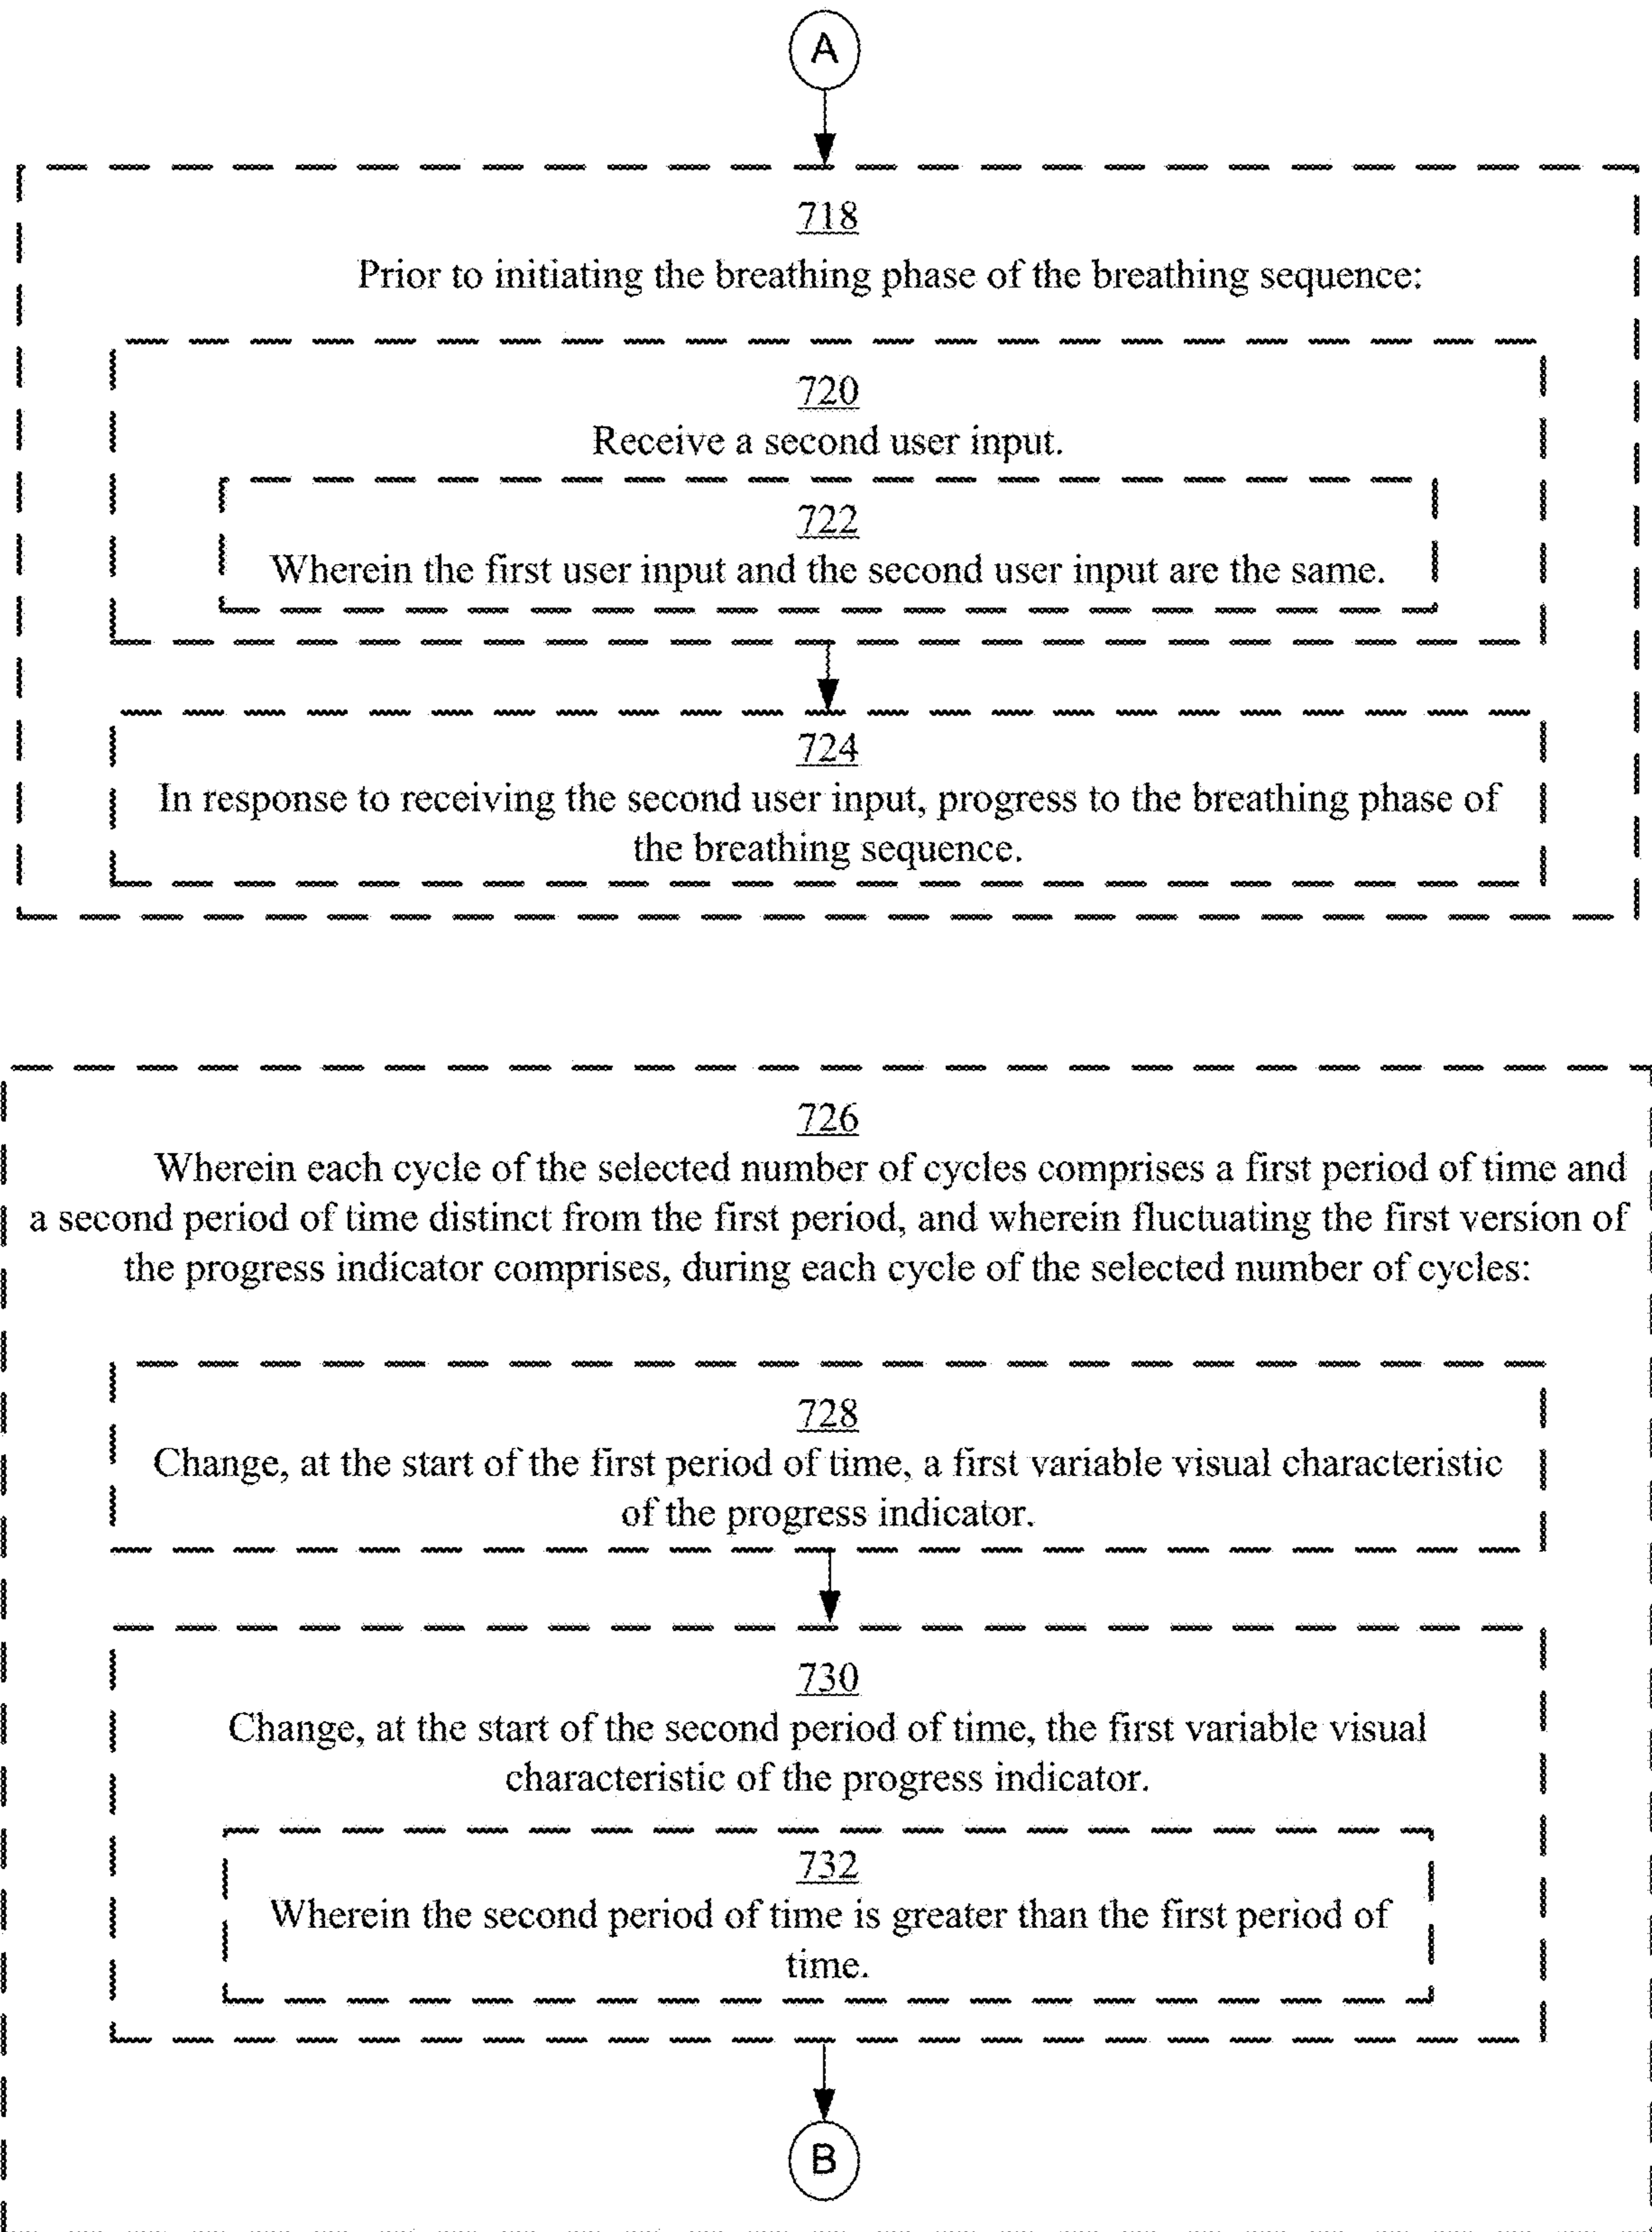 A
718
Prior to initiating the breathing phase of the breathing sequence:
720
Receive a second user input.
722
Wherein the first user input and the second user input are the same.
724
In response to receiving the second user input, progress to the breathing phase of
the breathing sequence.
726
Wherein each cycle of the selected number of cycles comprises a first period of time and
a second period of time distinct from the first period, and wherein fluctuating the first version of
the progress indicator comprises, during each cycle of the selected number of cycles:
728
Change, at the start of the first period of time, a first variable visual characteristic
of the progress indicator.
730
Change, at the start of the second period of time, the first variable visual
characteristic of the progress indicator.
732
Wherein the second period of time is greater than the first period of
time.
B